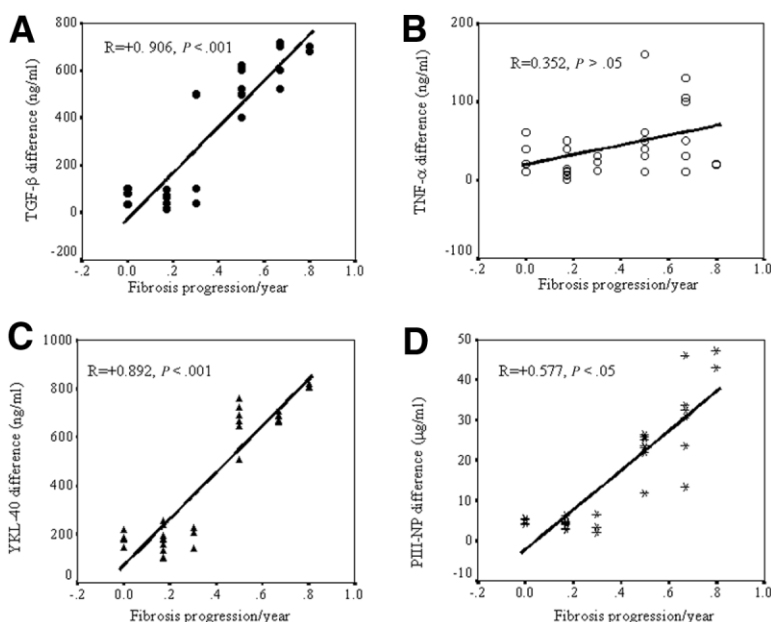 A
R=+0. 906, P < .001
TGF-β difference (ng/ml)
800
600
400
200
0
-200
-.2 0.0 .2 .4 .6 .8 1.0
Fibrosis progression/year
B
R=0.352, P > .05
TNF-α difference (ng/ml)
200
100
0
-100
-.2 0.0 .2 .4 .6 .8 1.0
Fibrosis progression/year
C
R=+0.892, P < .001
YKL-40 difference (ng/ml)
1000
800
600
400
200
0
-.2 0.0 .2 .4 .6 .8 1.0
Fibrosis progression/year
D
R=+0.577, P < .05
PIII-NP difference (µg/ml)
50
40
30
20
10
0
-10
-.2 0.0 .2 .4 .6 .8 1.0
Fibrosis progression/year